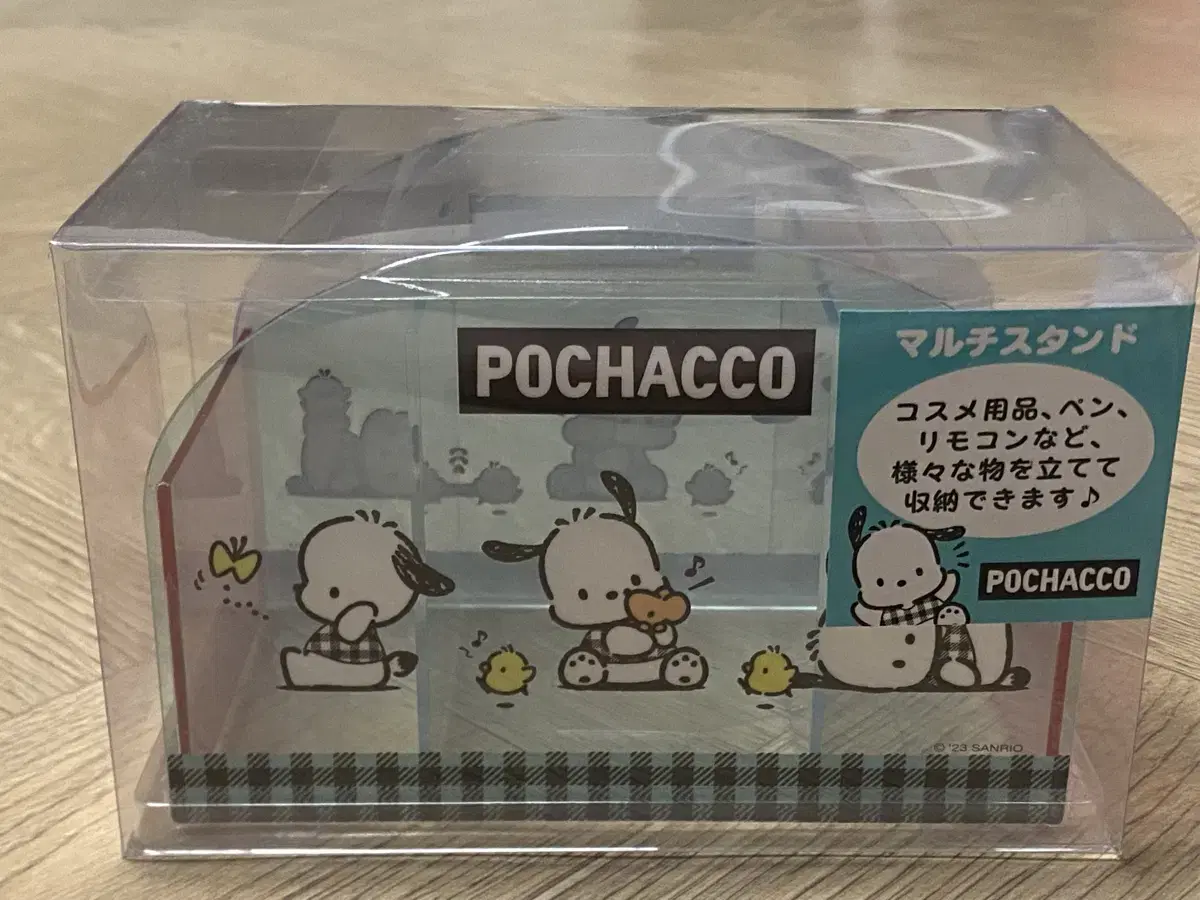 POCHACCO
マルチスタンド
コスメ用品、ペン、
リモコンなど、
様々な物を立てて
収納できます♪
POCHACCO
© '23 SANRIO